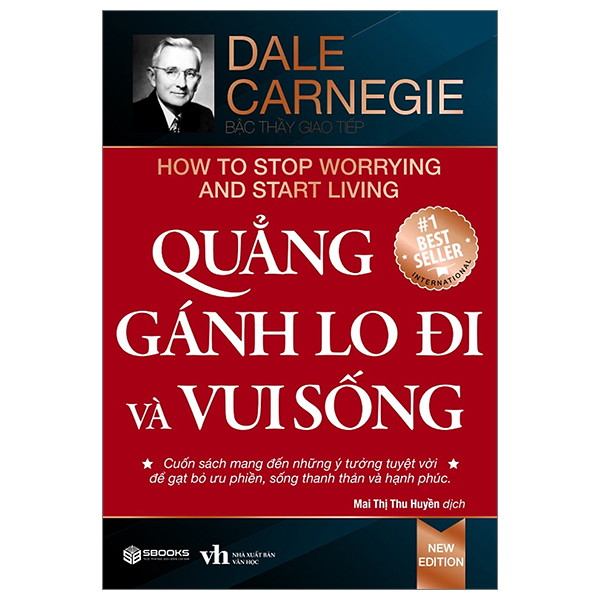 DALE
CARNEGIE
BẬC THẦY GIAO TIẾP
HOW TO STOP WORRYING
AND START LIVING
#1
BEST
SELLER
INTERNATIONAL
QUẲNG
GÁNH LO ĐI
VÀ VUI SỐNG
Cuốn sách mang đến những ý tưởng tuyệt vời
để gạt bỏ ưu phiền, sống thanh thản và hạnh phúc.
Mai Thị Thu Huyền dịch
SBOOKS
vh
NHÀ XUẤT BẢN
VĂN HỌC
NEW
EDITION